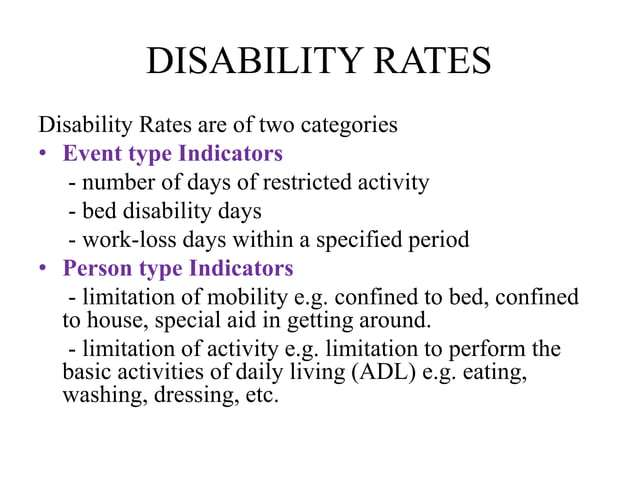 DISABILITY RATES
Disability Rates are of two categories
• Event type Indicators
- number of days of restricted activity
- bed disability days
- work-loss days within a specified period
• Person type Indicators
- limitation of mobility e.g. confined to bed, confined
to house, special aid in getting around.
- limitation of activity e.g. limitation to perform the
basic activities of daily living (ADL) e.g. eating,
washing, dressing, etc.